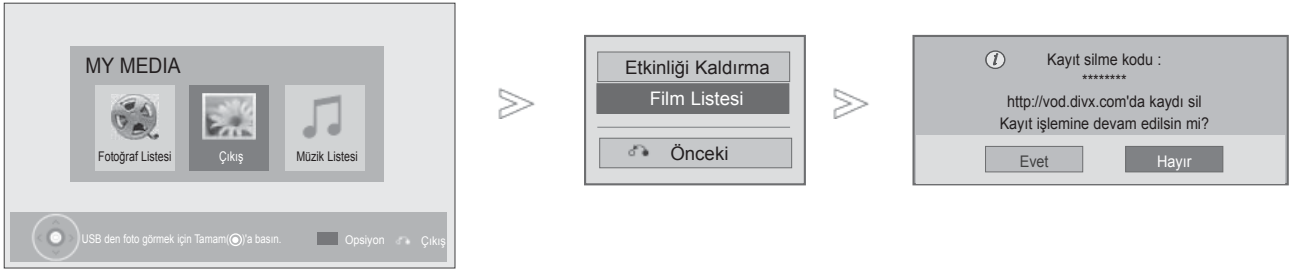 MY MEDIA
Fotoğraf Listesi
Çıkış
Müzik Listesi
USB den foto görmek için Tamam(◉)'a basın.
Opsiyon
Çıkış
Etkinliği Kaldırma
Film Listesi
Önceki
Kayıt silme kodu :
********
http://vod.divx.com'da kaydı sil
Kayıt işlemine devam edilsin mi?
Evet
Hayır